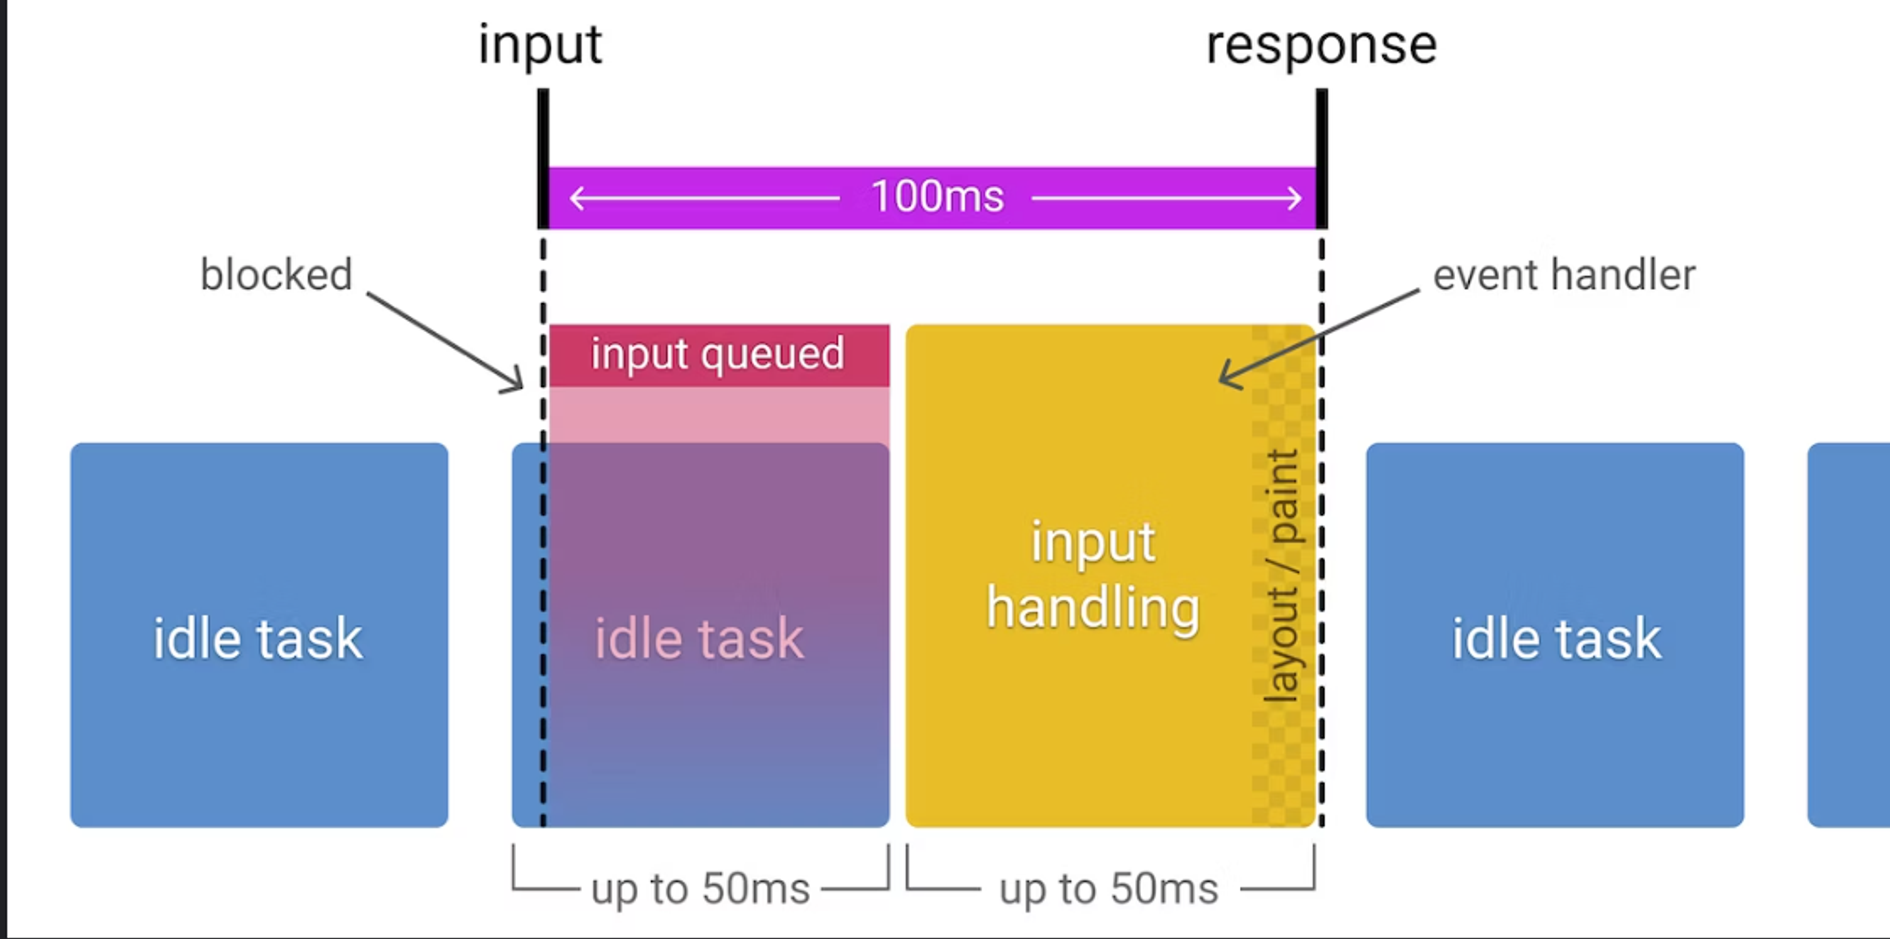 input
response
100ms
blocked
event handler
input queued
idle task
idle task
input
handling
layout / paint
idle task
up to 50ms
up to 50ms